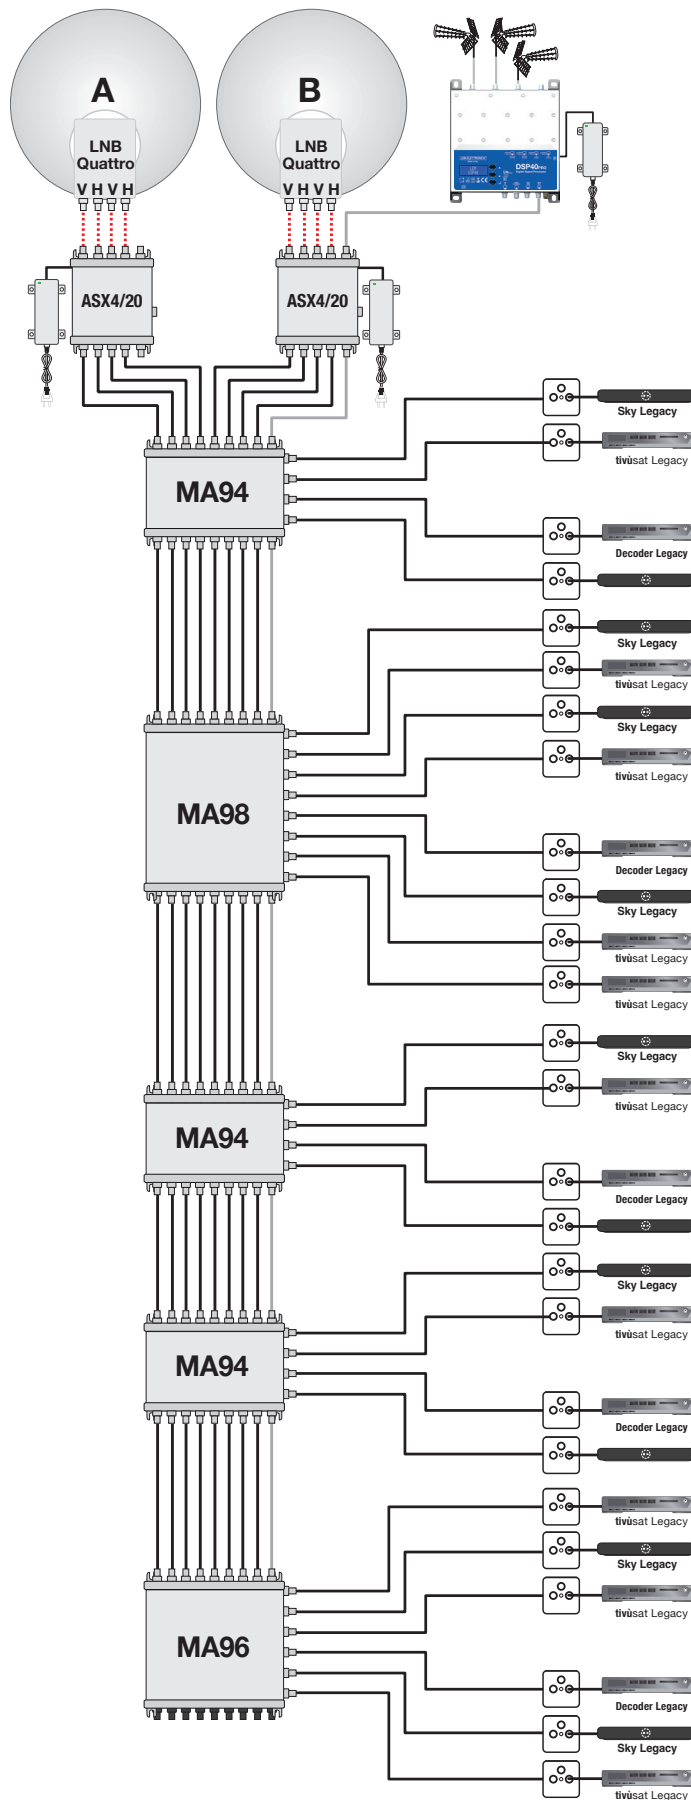 A
B
LNB
Quattro
LNB
Quattro
V H V H
V H V H
DSP40
ASX4/20
ASX4/20
MA94
Sky Legacy
tivùsat Legacy
Decoder Legacy
MA98
Sky Legacy
tivùsat Legacy
Sky Legacy
tivùsat Legacy
Decoder Legacy
Sky Legacy
tivùsat Legacy
tivùsat Legacy
MA94
Sky Legacy
tivùsat Legacy
Decoder Legacy
MA94
Sky Legacy
tivùsat Legacy
Decoder Legacy
MA96
tivùsat Legacy
Sky Legacy
tivùsat Legacy
Decoder Legacy
Sky Legacy
tivùsat Legacy